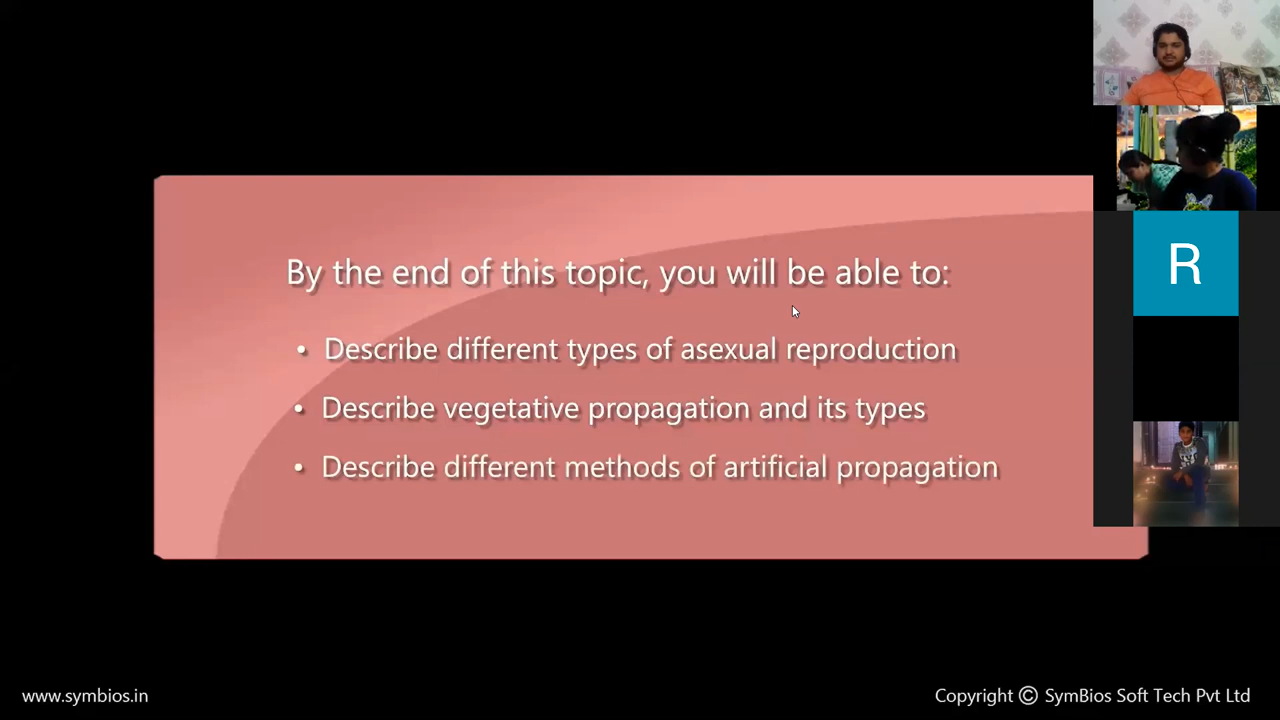 By the end of this topic, you will be able to:
• Describe different types of asexual reproduction
• Describe vegetative propagation and its types
• Describe different methods of artificial propagation
R
www.symbios.in
Copyright © SymBios Soft Tech Pvt Ltd